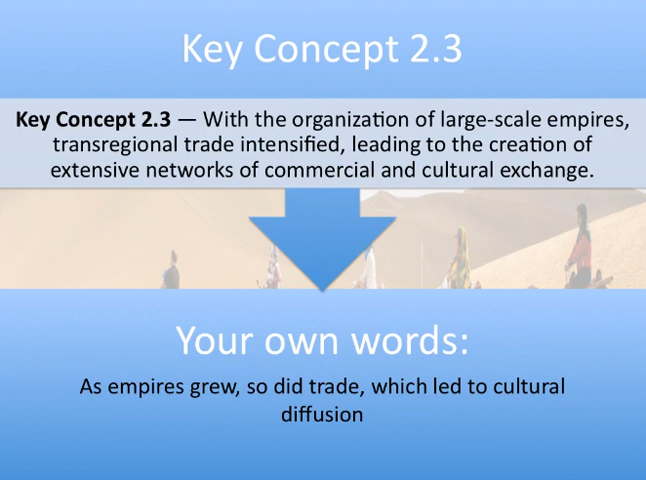 Key Concept 2.3
Key Concept 2.3 — With the organization of large-scale empires,
transregional trade intensified, leading to the creation of
extensive networks of commercial and cultural exchange.
Your own words:
As empires grew, so did trade, which led to cultural
diffusion